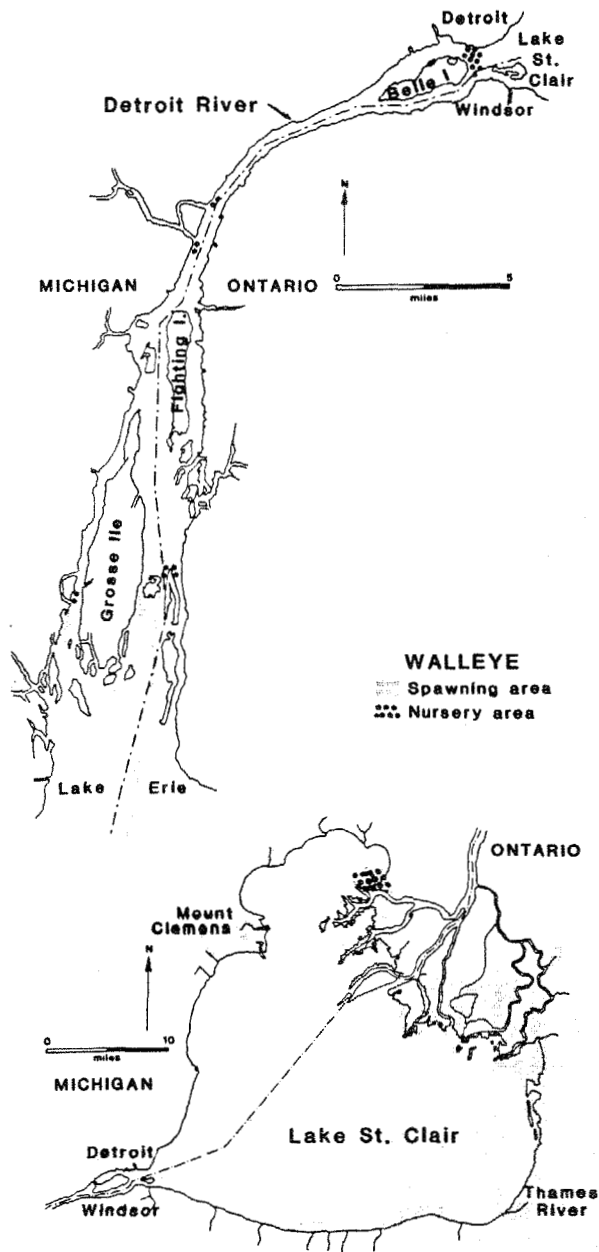 Detroit
Lake
St.
Clair
Belle I.
Windsor
Detroit River
N
MICHIGAN
ONTARIO
0 5
miles
Fighting I.
Grosse Ile
WALLEYE
Spawning area
Nursery area
Lake Erie
ONTARIO
Mount
Clemens
N
0 10
miles
MICHIGAN
Lake St. Clair
Detroit
Windsor
Thames
River